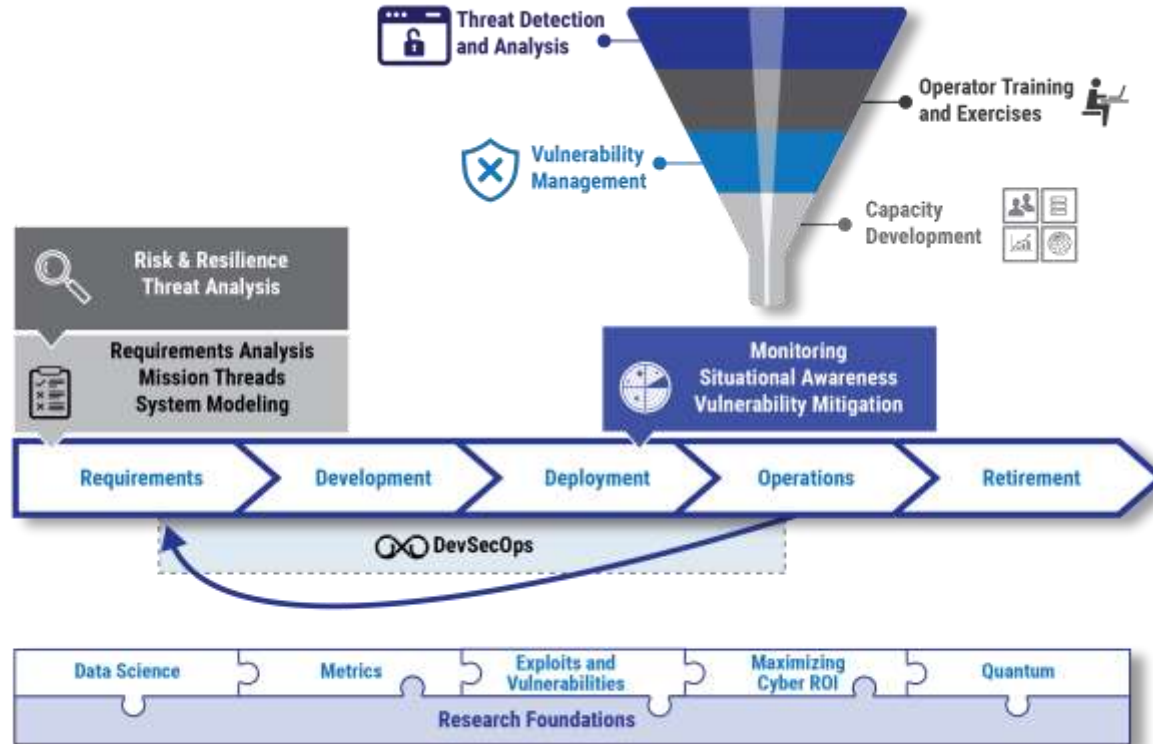 Threat Detection
and Analysis
Operator Training
and Exercises
Vulnerability
Management
Capacity
Development
Risk & Resilience
Threat Analysis
Requirements Analysis
Mission Threads
System Modeling
Monitoring
Situational Awareness
Vulnerability Mitigation
Requirements
Development
Deployment
Operations
Retirement
DevSecOps
Data Science
Metrics
Exploits and
Vulnerabilities
Maximizing
Cyber ROI
Quantum
Research Foundations